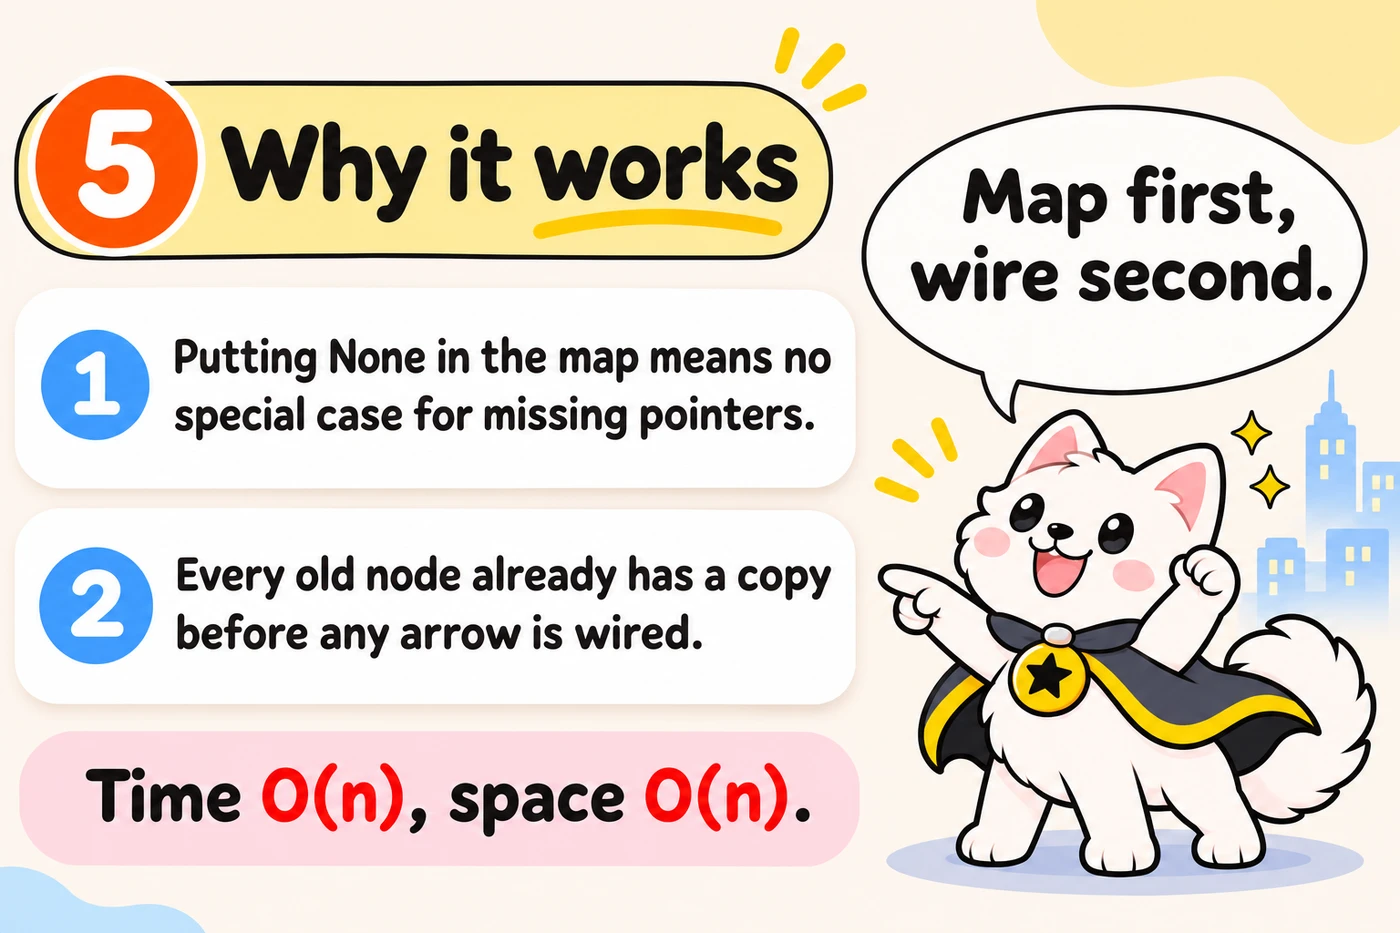 5 Why it works
Map first,
wire second.
1 Putting None in the map means no
special case for missing pointers.
2 Every old node already has a copy
before any arrow is wired.
Time O(n), space O(n).